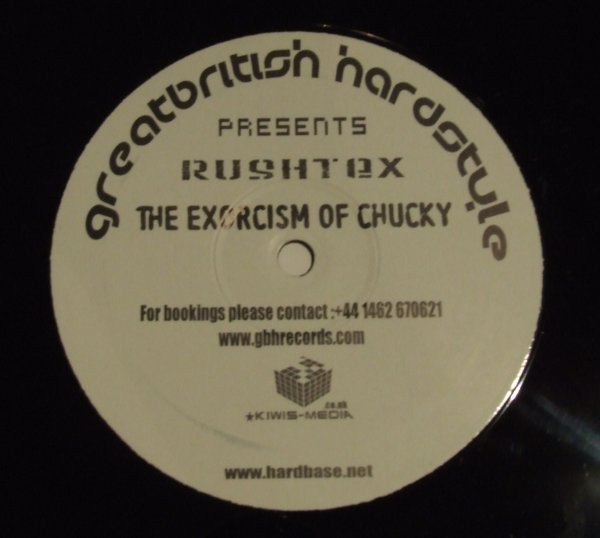 greatbritish hardstyle
PRESENTS
RUSHTEX
THE EXORCISM OF CHUCKY
For bookings please contact :+44 1462 670621
www.gbhrecords.com
.co.uk
*KIWIS-MEDIA
www.hardbase.net